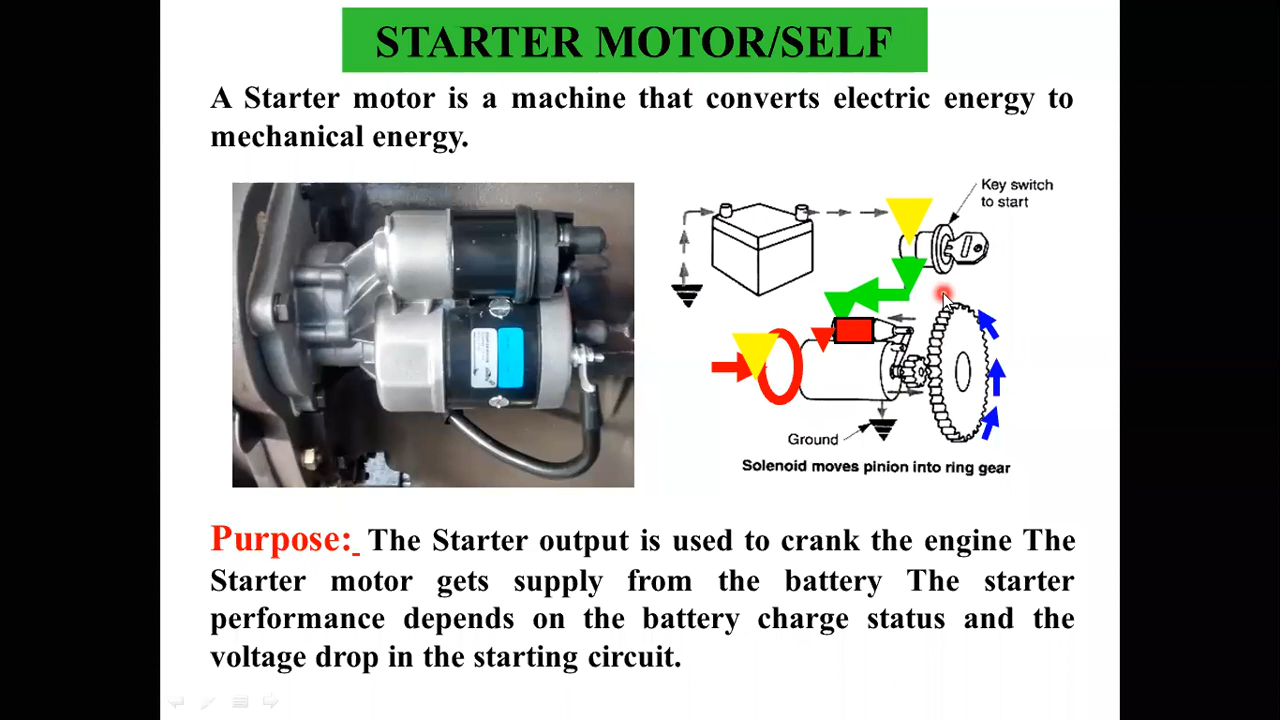 STARTER MOTOR/SELF
A Starter motor is a machine that converts electric energy to
mechanical energy.
Key switch
to start
Ground
Solenoid moves pinion into ring gear
Purpose: The Starter output is used to crank the engine The
Starter motor gets supply from the battery The starter
performance depends on the battery charge status and the
voltage drop in the starting circuit.